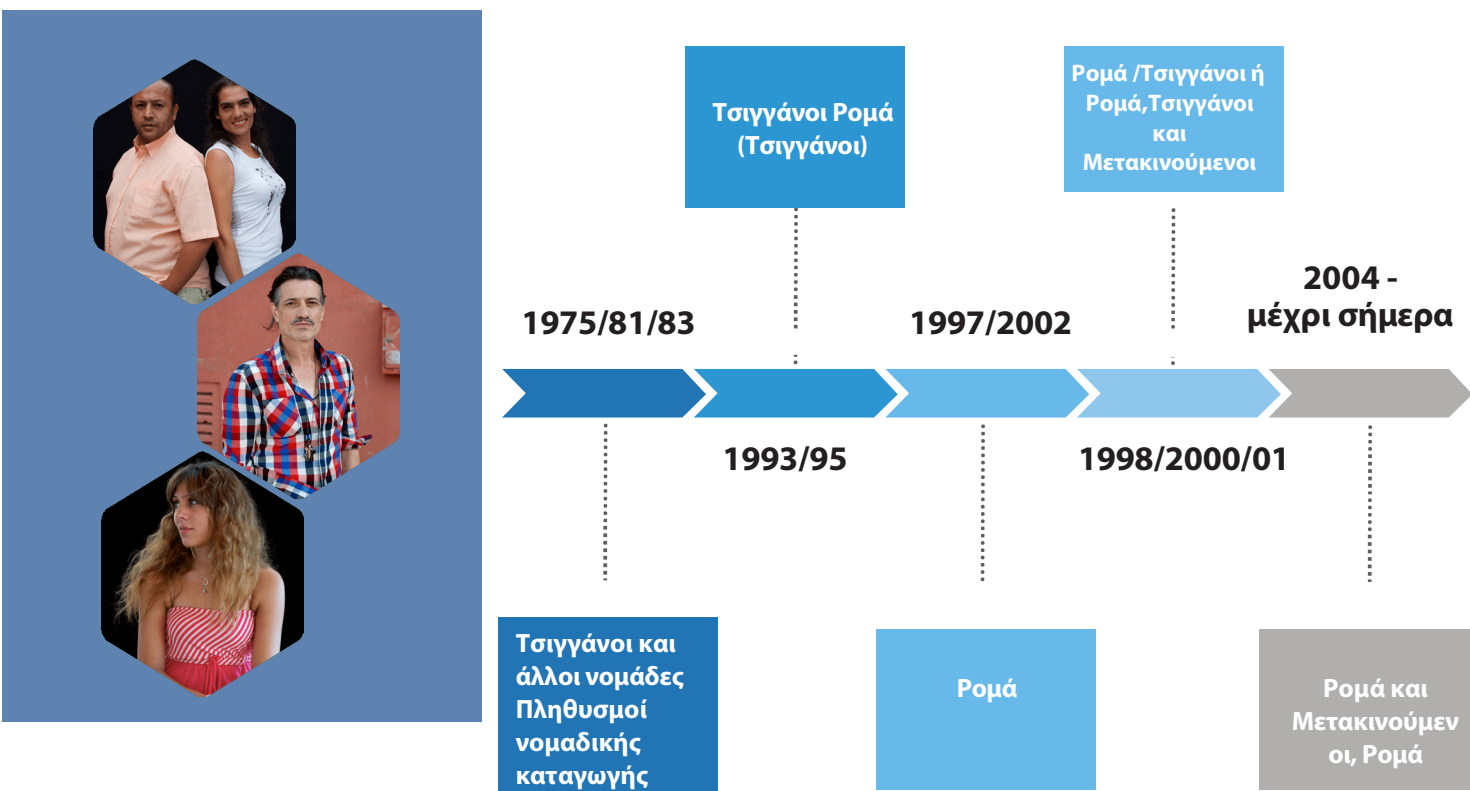 Τσιγγάνοι Ρομά
(Τσιγγάνοι)
Ρομά /Τσιγγάνοι ή
Ρομά,Τσιγγάνοι
και
Μετακινούμενοι
1975/81/83
1997/2002
2004 -
μέχρι σήμερα
1993/95
1998/2000/01
Τσιγγάνοι και
άλλοι νομάδες
Πληθυσμοί
νομαδικής
καταγωγής
Ρομά
Ρομά και
Μετακινούμεν
οι, Ρομά